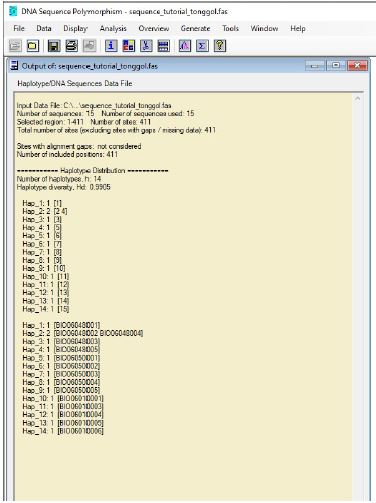 DNA Sequence Polymorphism - sequence_tutorial_tonggol.fas
File Data Display Analysis Overview Generate Tools Window Help
Output of: sequence_tutorial_tonggol.fas
Haplotype/DNA Sequences Data File
Input Data File: C:\...\sequence_tutorial_tonggol.fas
Number of sequences: 15 Number of sequences used: 15
Selected region: 1-411 Number of sites: 411
Total number of sites (excluding sites with gaps / missing data): 411
Sites with alignment gaps: not considered
Number of included positions: 411
=========== Haplotype Distribution ===========
Number of haplotypes, h: 14
Haplotype diversity, Hd: 0.9905
Hap_1: 1 [1]
Hap_2: 2 [2 4]
Hap_3: 1 [3]
Hap_4: 1 [5]
Hap_5: 1 [6]
Hap_6: 1 [7]
Hap_7: 1 [8]
Hap_8: 1 [9]
Hap_9: 1 [10]
Hap_10: 1 [11]
Hap_11: 1 [12]
Hap_12: 1 [13]
Hap_13: 1 [14]
Hap_14: 1 [15]
Hap_1: 1 [BIO06048001]
Hap_2: 2 [BIO06048002 BIO06048004]
Hap_3: 1 [BIO06048003]
Hap_4: 1 [BIO06048005]
Hap_5: 1 [BIO06050001]
Hap_6: 1 [BIO06050002]
Hap_7: 1 [BIO06050003]
Hap_8: 1 [BIO06050004]
Hap_9: 1 [BIO06050005]
Hap_10: 1 [BIO06010001]
Hap_11: 1 [BIO06010003]
Hap_12: 1 [BIO06010004]
Hap_13: 1 [BIO06010005]
Hap_14: 1 [BIO06010006]